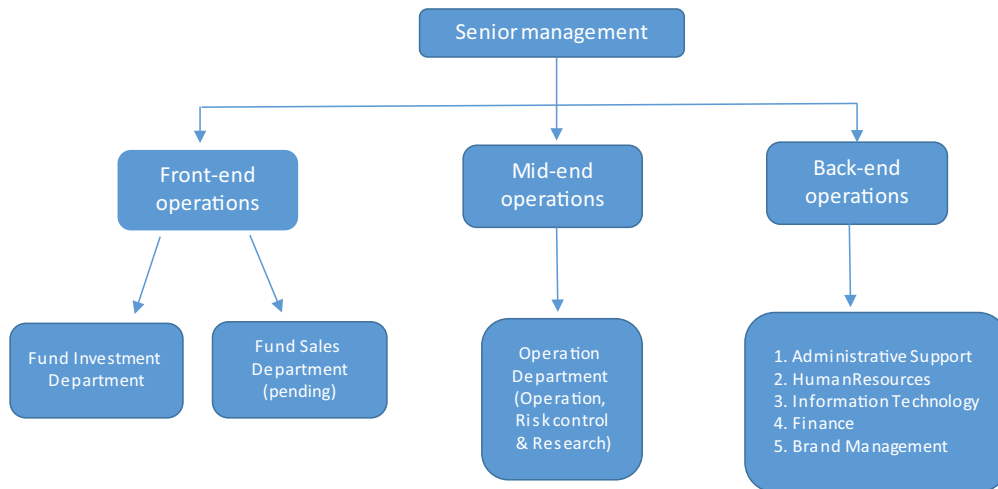 Senior management
Front-end
operations
Mid-end
operations
Back-end
operations
Fund Investment
Department
Fund Sales
Department
(pending)
Operation
Department
(Operation,
Risk control
& Research)
1. Administrative Support
2. Human Resources
3. Information Technology
4. Finance
5. Brand Management